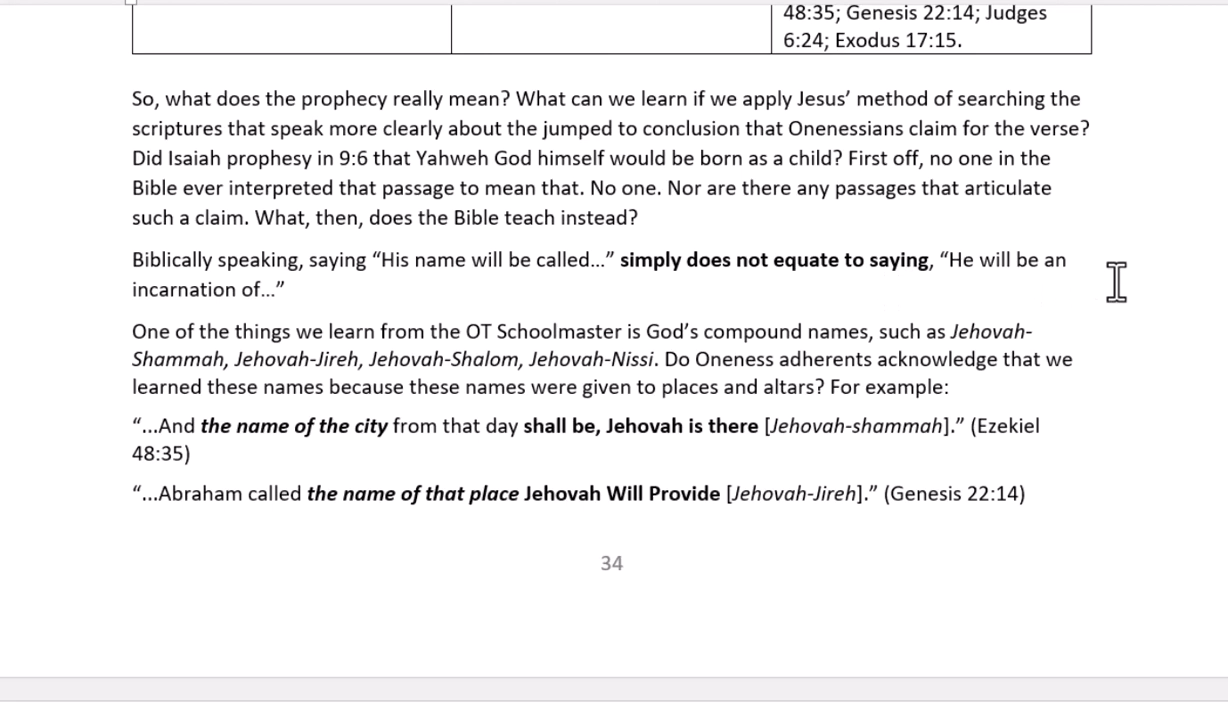 48:35; Genesis 22:14; Judges
6:24; Exodus 17:15.
So, what does the prophecy really mean? What can we learn if we apply Jesus’ method of searching the
scriptures that speak more clearly about the jumped to conclusion that Onenessians claim for the verse?
Did Isaiah prophesy in 9:6 that Yahweh God himself would be born as a child? First off, no one in the
Bible ever interpreted that passage to mean that. No one. Nor are there any passages that articulate
such a claim. What, then, does the Bible teach instead?
Biblically speaking, saying “His name will be called...” simply does not equate to saying, “He will be an
incarnation of...”
One of the things we learn from the OT Schoolmaster is God’s compound names, such as Jehovah-
Shammah, Jehovah-Jireh, Jehovah-Shalom, Jehovah-Nissi. Do Oneness adherents acknowledge that we
learned these names because these names were given to places and altars? For example:
“...And the name of the city from that day shall be, Jehovah is there [Jehovah-shammah].” (Ezekiel
48:35)
“...Abraham called the name of that place Jehovah Will Provide [Jehovah-Jireh].” (Genesis 22:14)
34